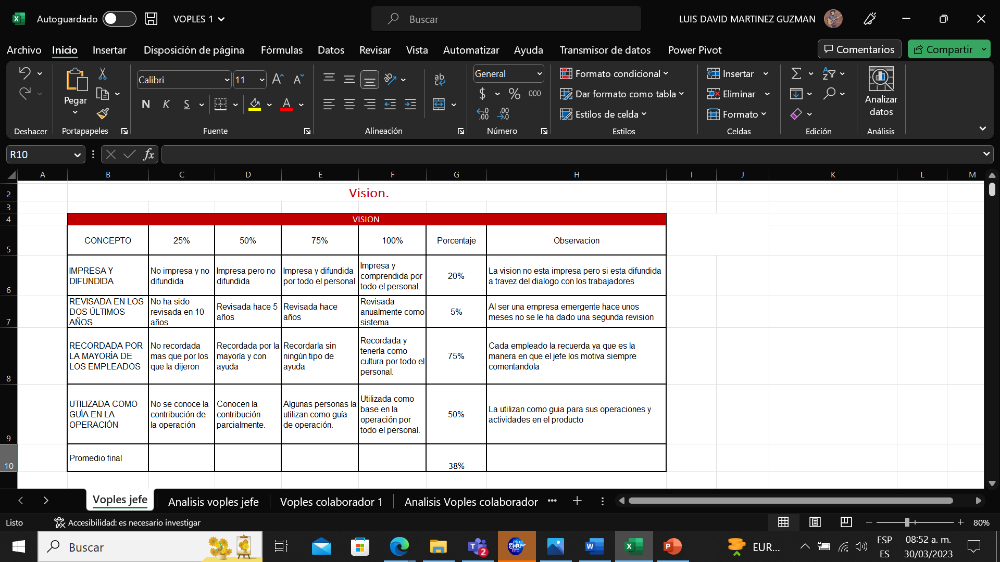 Autoguardado
VOPLES 1
Buscar
LUIS DAVID MARTINEZ GUZMAN
Archivo
Inicio
Insertar
Disposición de página
Fórmulas
Datos
Revisar
Vista
Automatizar
Ayuda
Transmisor de datos
Power Pivot
Comentarios
Compartir
Pegar
Calibri
11
N K S
ab
General
$ % 000
Formato condicional
Dar formato como tabla
Estilos de celda
Insertar
Eliminar
Formato
Analizar
datos
Deshacer
Portapapeles
Fuente
Alineación
Número
Estilos
Celdas
Edición
Análisis
R10
fx
A B C D E F G H I J K L M
2
Vision.
3
4
VISION
5
CONCEPTO
25%
50%
75%
100%
Porcentaje
Observacion
6
IMPRESA Y
DIFUNDIDA
No impresa y no
difundida
Impresa pero no
difundida
Impresa y difundida
por todo el personal
Impresa y
comprendida por
todo el personal.
20%
La vision no esta impresa pero si esta difundida
a travez del dialogo con los trabajadores
7
REVISADA EN LOS
DOS ÚLTIMOS
AÑOS
No ha sido
revisada en 10
años
Revisada hace 5
años
Revisada hace
años
Revisada
anualmente como
sistema.
5%
Al ser una empresa emergente hace unos
meses no se le ha dado una segunda revision
8
RECORDADA POR
LA MAYORÍA DE
LOS EMPLEADOS
No recordada
mas que por los
que la dijeron
Recordada por la
mayoría y con
ayuda
Recordarla sin
ningún tipo de
ayuda
Recordada y
tenerla como
cultura por todo el
personal.
75%
Cada empleado la recuerda ya que es la
manera en que el jefe los motiva siempre
comentandola
9
UTILIZADA COMO
GUÍA EN LA
OPERACIÓN
No se conoce la
contribución de
la operación
Conocen la
contribución
parcialmente.
Algunas personas la
utilizan como guía
de operación.
Utilizada como
base en la
operación por
todo el personal.
50%
La utilizan como guia para sus operaciones y
actividades en el producto
10
Promedio final
38%
Voples jefe
Analisis voples jefe
Voples colaborador 1
Analisis Voples colaborador
Listo
Accesibilidad: es necesario investigar
80%
Buscar
2
EUR...
ESP
ES
08:52 a. m.
30/03/2023